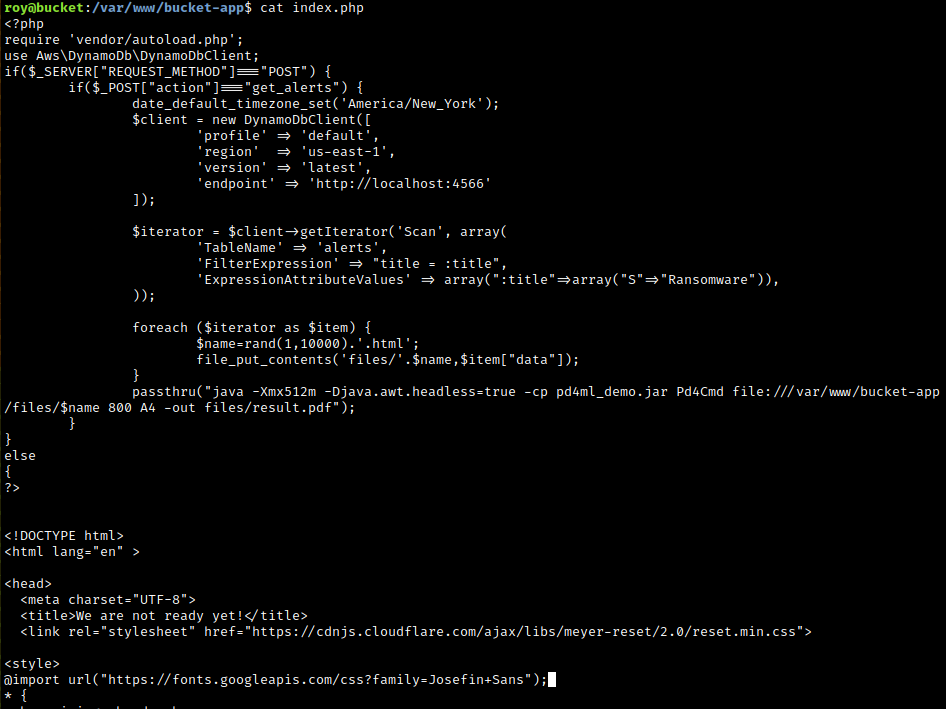 roy@bucket:/var/www/bucket-app$ cat index.php
<?php
require 'vendor/autoload.php';
use Aws\DynamoDb\DynamoDbClient;
if($_SERVER["REQUEST_METHOD"]==="POST") {
        if($_POST["action"]==="get_alerts") {
                date_default_timezone_set('America/New_York');
                $client = new DynamoDbClient([
                        'profile' => 'default',
                        'region'  => 'us-east-1',
                        'version' => 'latest',
                        'endpoint' => 'http://localhost:4566'
                ]);

                $iterator = $client->getIterator('Scan', array(
                        'TableName' => 'alerts',
                        'FilterExpression' => "title = :title",
                        'ExpressionAttributeValues' => array(":title"=>array("S"=>"Ransomware")),
                ));

                foreach ($iterator as $item) {
                        $name=rand(1,10000).'.html';
                        file_put_contents('files/'.$name,$item["data"]);
                }
                passthru("java -Xmx512m -Djava.awt.headless=true -cp pd4ml_demo.jar Pd4Cmd file:///var/www/bucket-app
/files/$name 800 A4 -out files/result.pdf");
        }
}
else
{
?>


<!DOCTYPE html>
<html lang="en" >

<head>
  <meta charset="UTF-8">
  <title>We are not ready yet!</title>
  <link rel="stylesheet" href="https://cdnjs.cloudflare.com/ajax/libs/meyer-reset/2.0/reset.min.css">

<style>
@import url("https://fonts.googleapis.com/css?family=Josefin+Sans");
* {